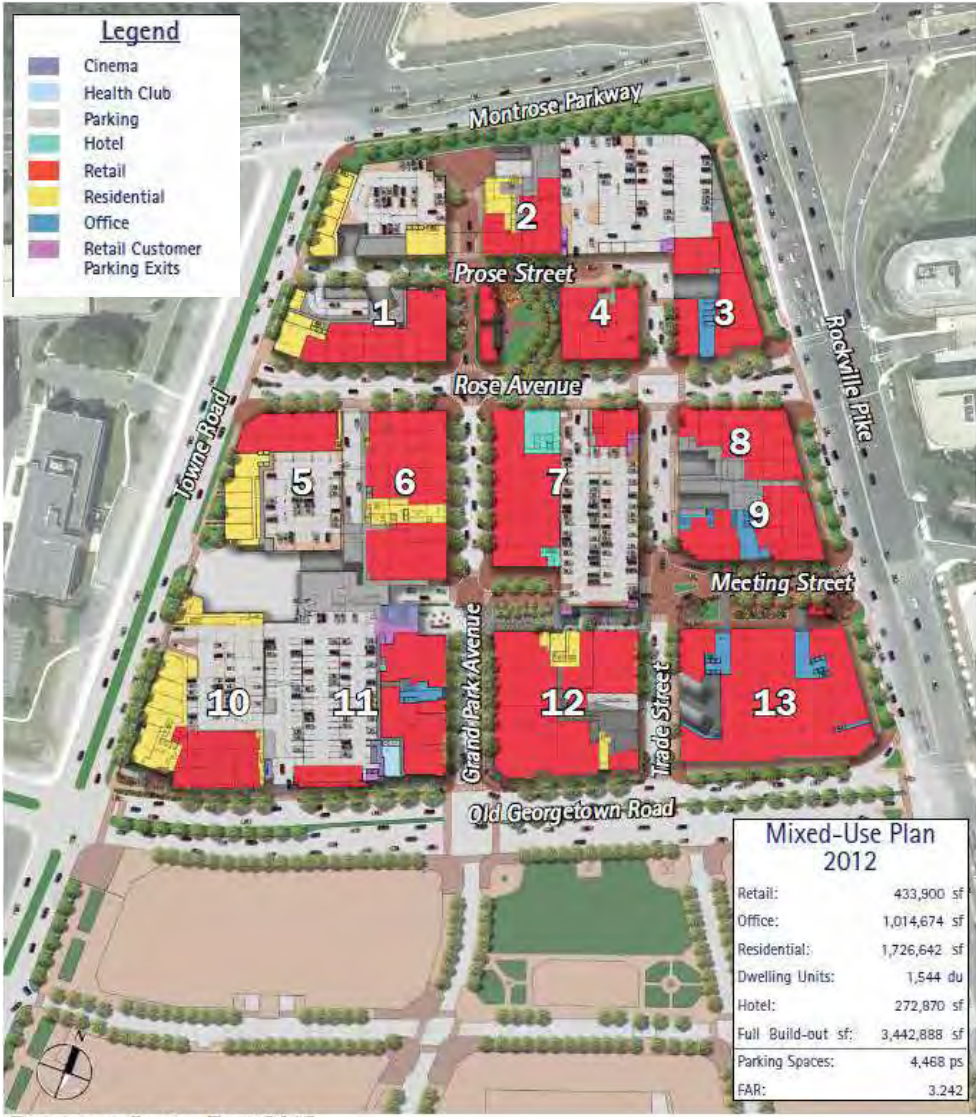 Legend
Cinema
Health Club
Parking
Hotel
Retail
Residential
Office
Retail Customer
Parking Exits
Montrose Parkway
2
Prose Street
1
4
3
Rose Avenue
Towne Road
Rockville Pike
8
5
6
7
9
Meeting Street
Grand Park Avenue
Trade Street
10
11
12
13
Old Georgetown Road
Mixed-Use Plan
2012
Retail: 433,900 sf
Office: 1,014,674 sf
Residential: 1,726,642 sf
Dwelling Units: 1,544 du
Hotel: 272,870 sf
Full Build-out sf: 3,442,888 sf
Parking Spaces: 4,468 ps
FAR: 3.242
N